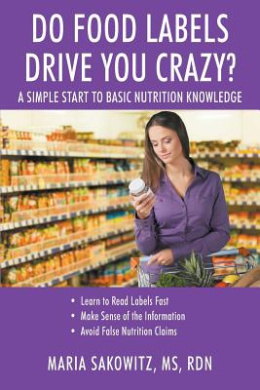 DO FOOD LABELS
DRIVE YOU CRAZY?
A SIMPLE START TO BASIC NUTRITION KNOWLEDGE
• Learn to Read Labels Fast
• Make Sense of the Information
• Avoid False Nutrition Claims
MARIA SAKOWITZ, MS, RDN